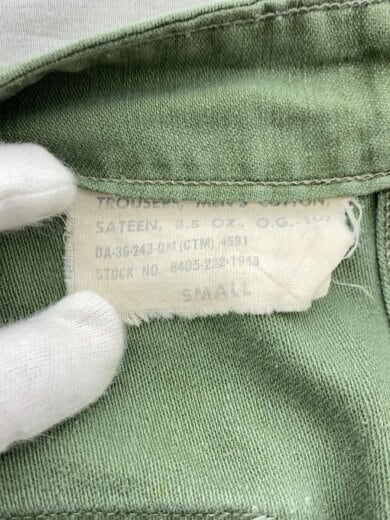 TROUSERS, MEN'S COTTON,
SATEEN, 8.5 OZ., O.G.-107
DA-36-243-QM(CTM) 4591
STOCK NO. 8405-222-1948
SMALL